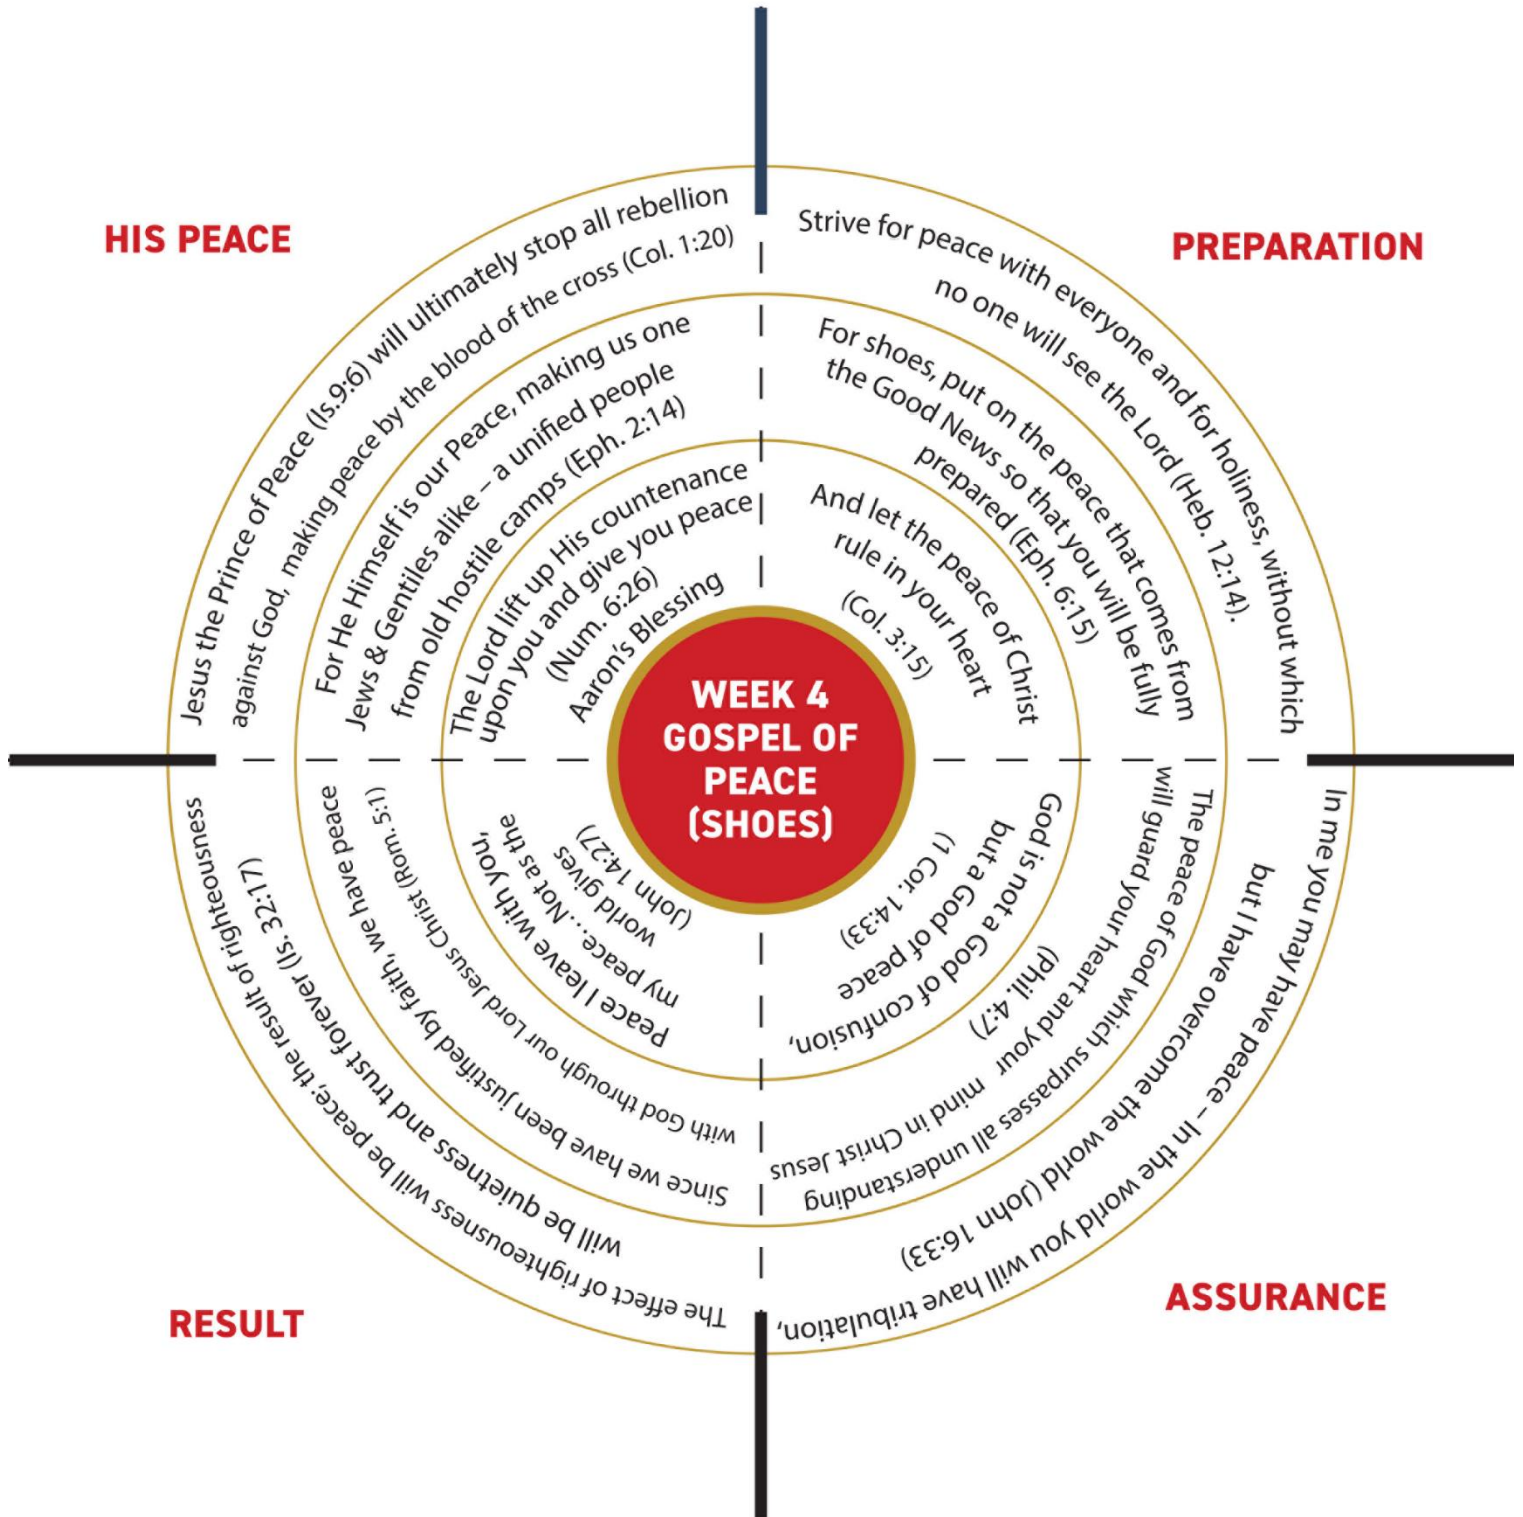 HIS PEACE
Jesus the Prince of Peace (Is.9:6) will ultimately stop all rebellion
against God, making peace by the blood of the cross (Col. 1:20)
For He Himself is our Peace, making us one
Jews & Gentiles alike – a unified people
from old hostile camps (Eph. 2:14)
The Lord lift up His countenance
upon you and give you peace
(Num. 6:26)
Aaron's Blessing
PREPARATION
Strive for peace with everyone and for holiness, without which
no one will see the Lord (Heb. 12:14).
For shoes, put on the peace that comes from
the Good News so that you will be fully
prepared (Eph. 6:15)
And let the peace of Christ
rule in your heart
(Col. 3:15)
WEEK 4
GOSPEL OF
PEACE
(SHOES)
ASSURANCE
In me you may have peace – In the world you will have tribulation,
but I have overcome the world (John 16:33)
The peace of God which surpasses all understanding
will guard your heart and your mind in Christ Jesus
(Phil. 4:7)
God is not a God of confusion,
but a God of peace
(1 Cor. 14:33)
RESULT
The effect of righteousness will be peace; the result of righteousness
will be quietness and trust forever (Is. 32:17)
Since we have been justified by faith, we have peace
with God through our Lord Jesus Christ (Rom. 5:1)
Peace I leave with you,
my peace...Not as the
world gives
(John 14:27)